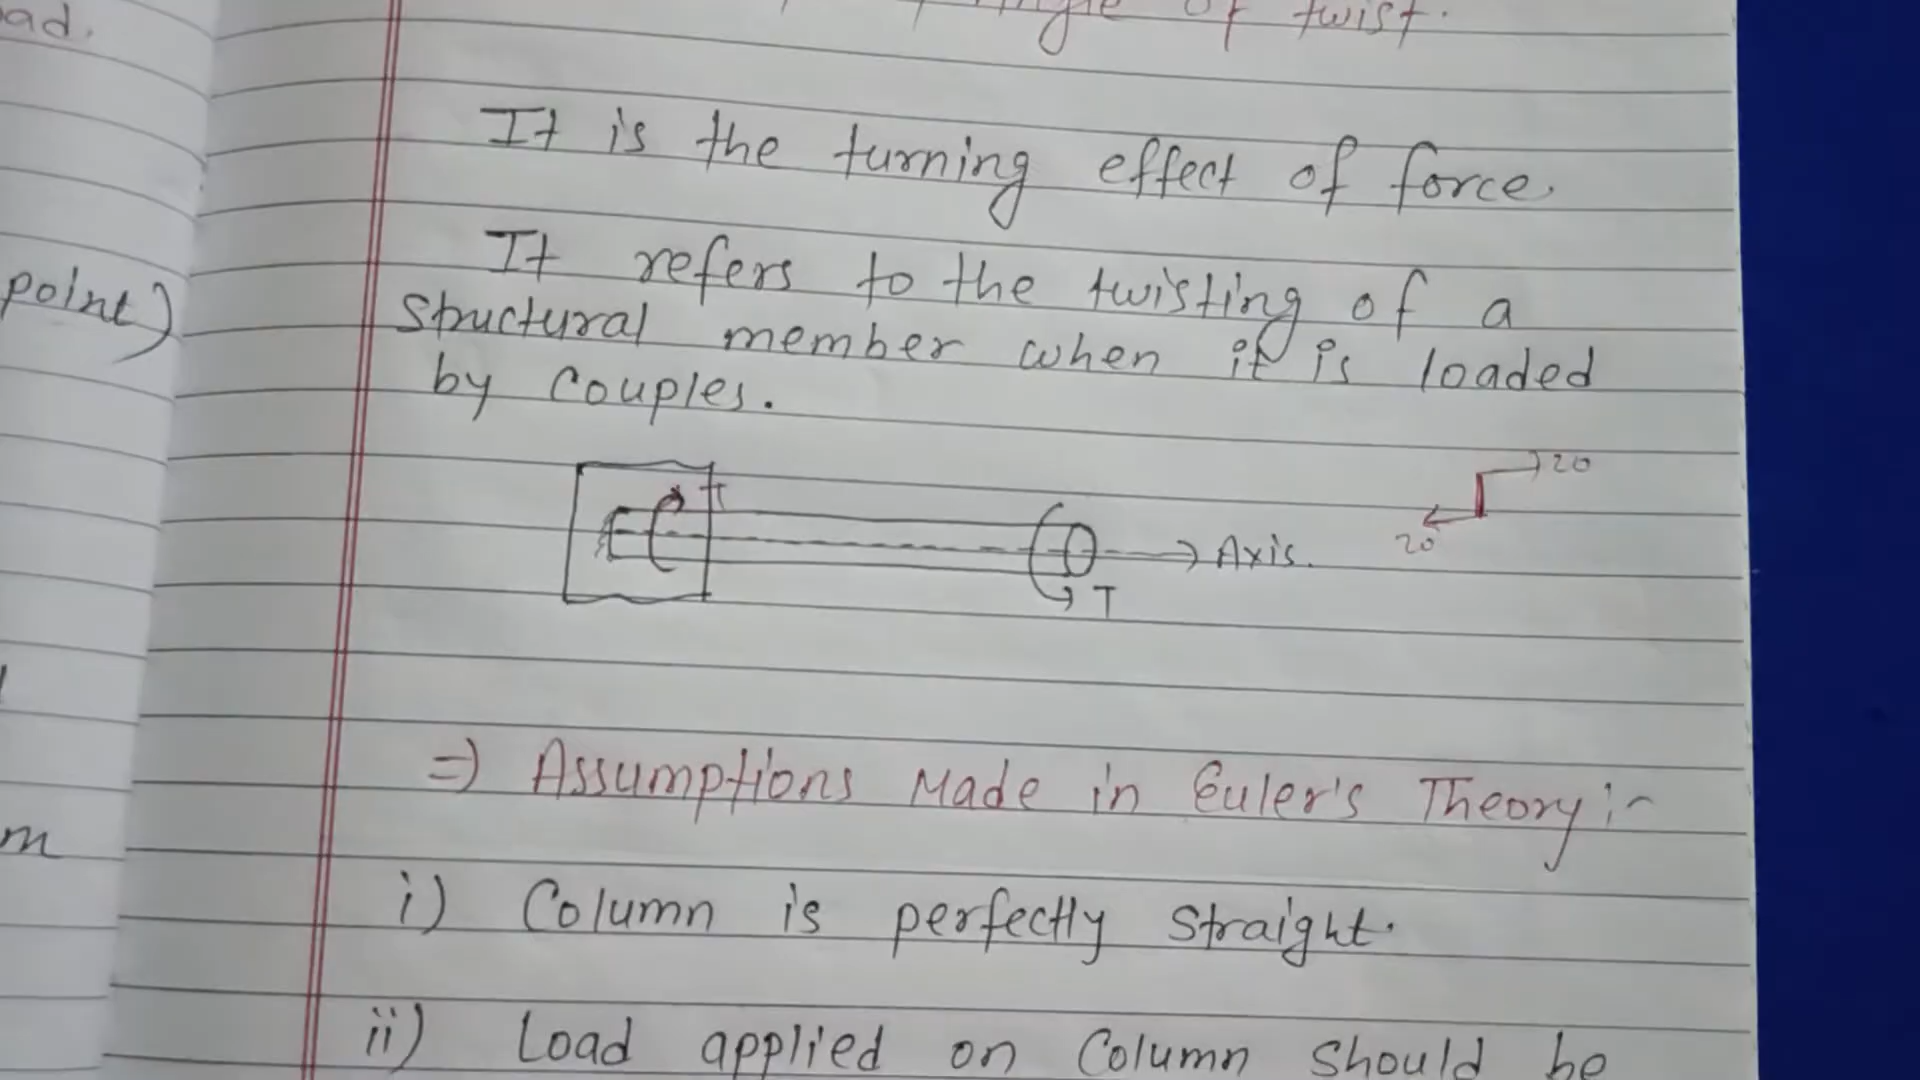 ad.
of twist.
It is the turning effect of force.
It refers to the twisting of a
point)
Structural member when it is loaded
by Couples.
T
20
20
Axis.
T
=) Assumptions Made in Euler's Theory :-
m
i) Column is perfectly Straight.
ii) Load applied on Column Should be